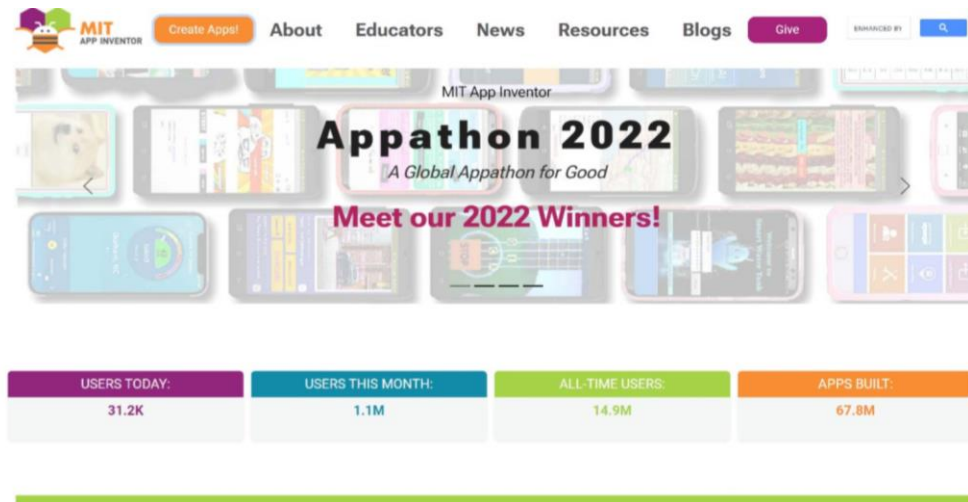 MIT
APP INVENTOR
Create Apps!
About
Educators
News
Resources
Blogs
Give
ENHANCED BY
MIT App Inventor
Appathon 2022
A Global Appathon for Good
Meet our 2022 Winners!
USERS TODAY:
31.2K
USERS THIS MONTH:
1.1M
ALL-TIME USERS:
14.9M
APPS BUILT:
67.8M